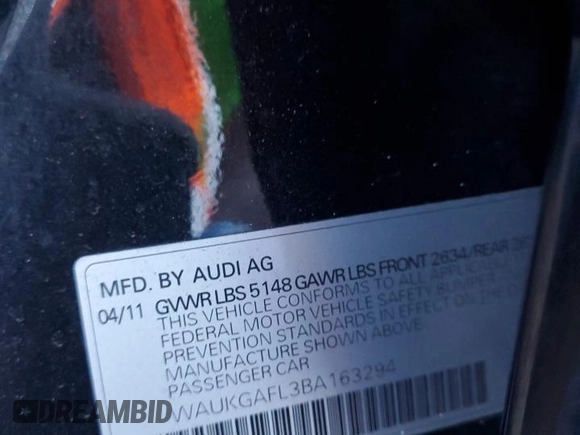 MFD. BY AUDI AG
04/11 GVWR LBS 5148 GAWR LBS FRONT 2634/REAR
THIS VEHICLE CONFORMS TO ALL
FEDERAL MOTOR VEHICLE SAFETY BUMPER
PREVENTION STANDARDS IN EFFECT ON
MANUFACTURE SHOWN ABOVE
PASSENGER CAR
WAUKGAFL3BA163294
DREAMBID